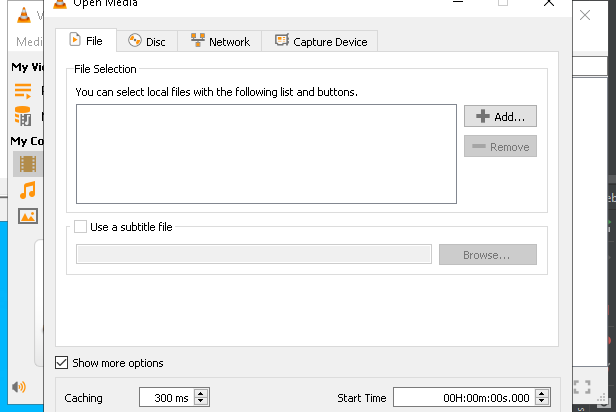 Open Media
Medi
File
Disc
Network
Capture Device
My Vi
File Selection
You can select local files with the following list and buttons.
Add...
Remove
My Co
Use a subtitle file
Browse...
Show more options
Caching
300 ms
Start Time
00H:00m:00s.000